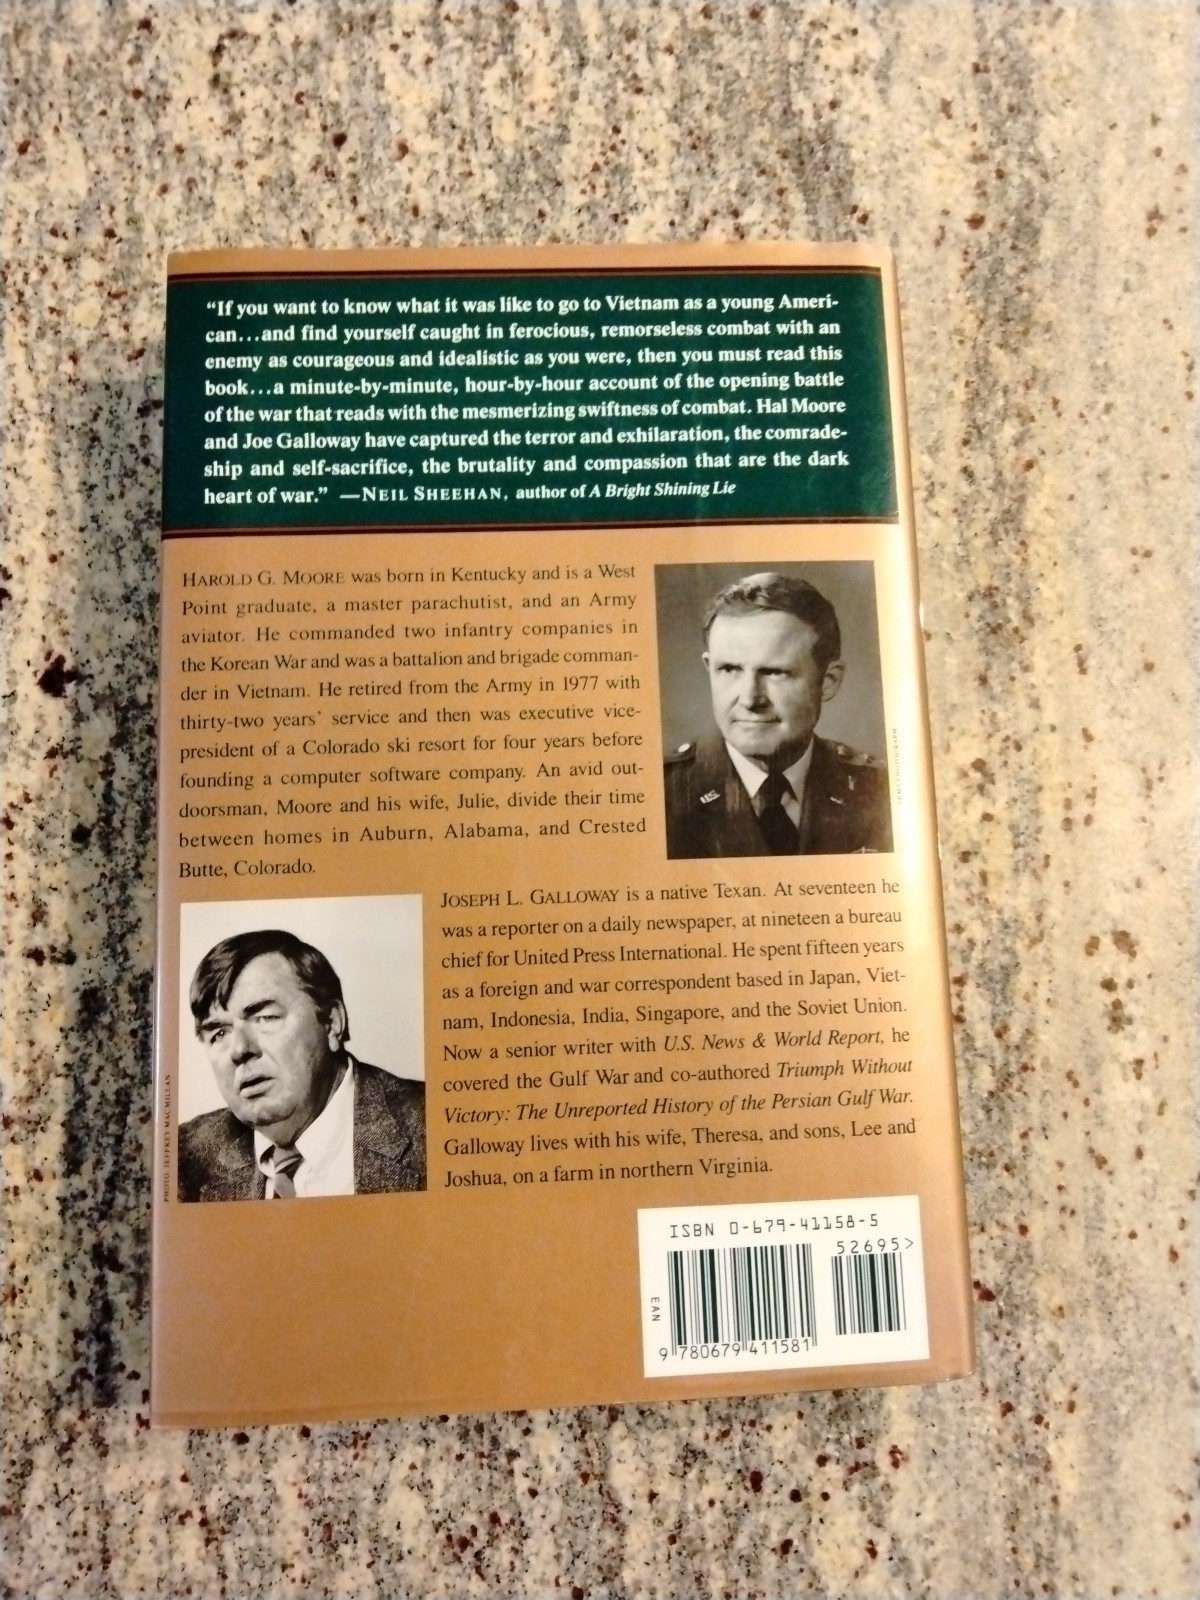 “If you want to know what it was like to go to Vietnam as a young Ameri-
can...and find yourself caught in ferocious, remorseless combat with an
enemy as courageous and idealistic as you were, then you must read this
book...a minute-by-minute, hour-by-hour account of the opening battle
of the war that reads with the mesmerizing swiftness of combat. Hal Moore
and Joe Galloway have captured the terror and exhilaration, the comrade-
ship and self-sacrifice, the brutality and compassion that are the dark
heart of war.” —NEIL SHEEHAN, author of A Bright Shining Lie
HAROLD G. MOORE was born in Kentucky and is a West
Point graduate, a master parachutist, and an Army
aviator. He commanded two infantry companies in
the Korean War and was a battalion and brigade comman-
der in Vietnam. He retired from the Army in 1977 with
thirty-two years’ service and then was executive vice-
president of a Colorado ski resort for four years before
founding a computer software company. An avid out-
doorsman, Moore and his wife, Julie, divide their time
between homes in Auburn, Alabama, and Crested
Butte, Colorado.
JOSEPH L. GALLOWAY is a native Texan. At seventeen he
was a reporter on a daily newspaper, at nineteen a bureau
chief for United Press International. He spent fifteen years
as a foreign and war correspondent based in Japan, Viet-
nam, Indonesia, India, Singapore, and the Soviet Union.
Now a senior writer with U.S. News & World Report, he
covered the Gulf War and co-authored Triumph Without
Victory: The Unreported History of the Persian Gulf War.
Galloway lives with his wife, Theresa, and sons, Lee and
Joshua, on a farm in northern Virginia.
PHOTO: JEFFREY MACMILLAN
ISBN 0-679-41158-5
52695>
EAN
9 780679 411581